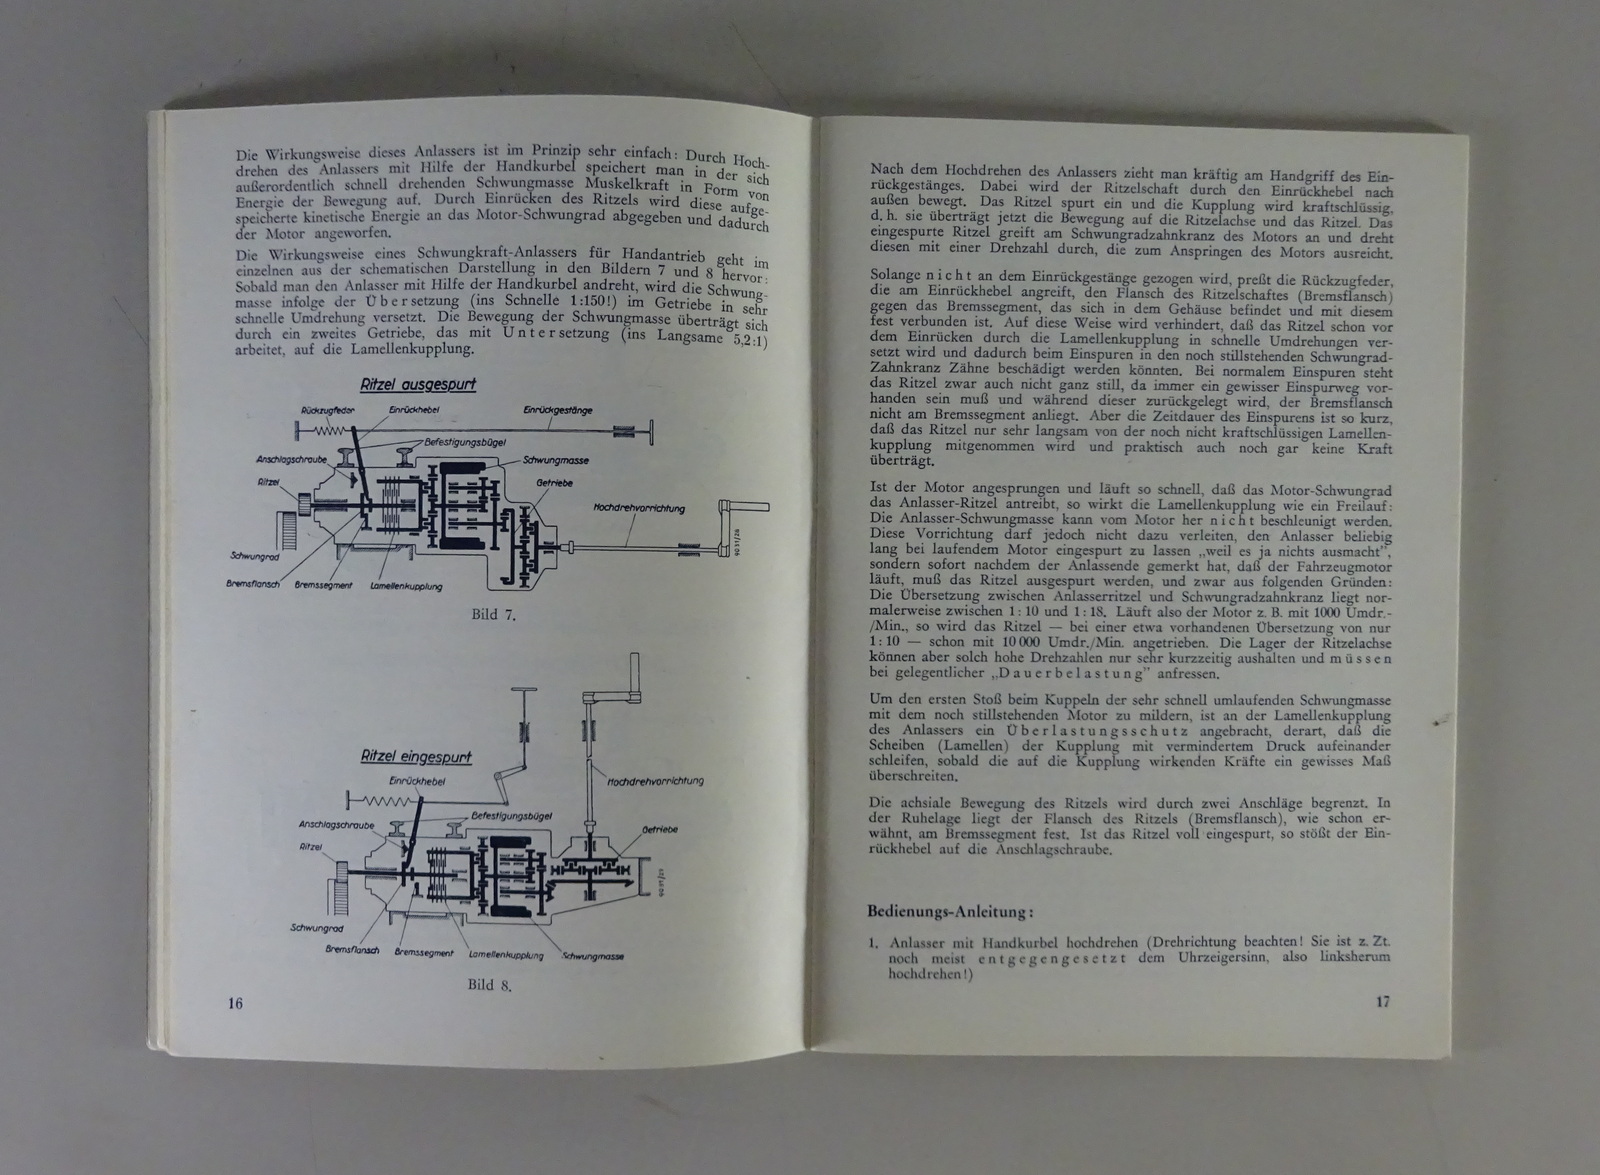 Die Wirkungsweise dieses Anlassers ist im Prinzip sehr einfach: Durch Hoch-
drehen des Anlassers mit Hilfe der Handkurbel speichert man in der sich
außerordentlich schnell drehenden Schwungmasse Muskelkraft in Form von
Energie der Bewegung auf. Durch Einrücken des Ritzels wird diese aufge-
speicherte kinetische Energie an das Motor-Schwungrad abgegeben und dadurch
der Motor angeworfen.
Die Wirkungsweise eines Schwungkraft-Anlassers für Handantrieb geht im
einzelnen aus der schematischen Darstellung in den Bildern 7 und 8 hervor:
Sobald man den Anlasser mit Hilfe der Handkurbel andreht, wird die Schwung-
masse infolge der Übersetzung (ins Schnelle 1:150!) im Getriebe in sehr
schnelle Umdrehung versetzt. Die Bewegung der Schwungmasse überträgt sich
durch ein zweites Getriebe, das mit Untersetzung (ins Langsame 5,2:1)
arbeitet, auf die Lamellenkupplung.
Ritzel ausgespurt
Rückzugfeder Einrückhebel Einrückgestänge
Befestigungsbügel
Anschlagschraube
Schwungmasse
Ritzel
Getriebe
Hochdrehvorrichtung
Schwungrad
Bremsflansch Bremssegment Lamellenkupplung
Bild 7.
Ritzel eingespurt
Einrückhebel
Hochdrehvorrichtung
Befestigungsbügel
Anschlagschraube
Getriebe
Ritzel
Schwungrad
Bremsflansch Bremssegment Lamellenkupplung Schwungmasse
Bild 8.
16
Nach dem Hochdrehen des Anlassers zieht man kräftig am Handgriff des Ein-
rückgestänges. Dabei wird der Ritzelschaft durch den Einrückhebel nach
außen bewegt. Das Ritzel spurt ein und die Kupplung wird kraftschlüssig,
d. h. sie überträgt jetzt die Bewegung auf die Ritzelachse und das Ritzel. Das
eingespurte Ritzel greift am Schwungradzahnkranz des Motors an und dreht
diesen mit einer Drehzahl durch, die zum Anspringen des Motors ausreicht.
Solange nicht an dem Einrückgestänge gezogen wird, preßt die Rückzugfeder,
die am Einrückhebel angreift, den Flansch des Ritzelschaftes (Bremsflansch)
gegen das Bremssegment, das sich in dem Gehäuse befindet und mit diesem
fest verbunden ist. Auf diese Weise wird verhindert, daß das Ritzel schon vor
dem Einrücken durch die Lamellenkupplung in schnelle Umdrehungen ver-
setzt wird und dadurch beim Einspuren in den noch stillstehenden Schwungrad-
Zahnkranz Zähne beschädigt werden könnten. Bei normalem Einspuren steht
das Ritzel zwar auch nicht ganz still, da immer ein gewisser Einspurweg vor-
handen sein muß und während dieser zurückgelegt wird, der Bremsflansch
nicht am Bremssegment anliegt. Aber die Zeitdauer des Einspurens ist so kurz,
daß das Ritzel nur sehr langsam von der noch nicht kraftschlüssigen Lamellen-
kupplung mitgenommen wird und praktisch auch noch gar keine Kraft
überträgt.
Ist der Motor angesprungen und läuft so schnell, daß das Motor-Schwungrad
das Anlasser-Ritzel antreibt, so wirkt die Lamellenkupplung wie ein Freilauf:
Die Anlasser-Schwungmasse kann vom Motor her nicht beschleunigt werden.
Diese Vorrichtung darf jedoch nicht dazu verleiten, den Anlasser beliebig
lang bei laufendem Motor eingespurt zu lassen „weil es ja nichts ausmacht“,
sondern sofort nachdem der Anlassende gemerkt hat, daß der Fahrzeugmotor
läuft, muß das Ritzel ausgespurt werden, und zwar aus folgenden Gründen:
Die Übersetzung zwischen Anlasserritzel und Schwungradzahnkranz liegt nor-
malerweise zwischen 1 : 10 und 1 : 18. Läuft also der Motor z. B. mit 1000 Umdr.-
/Min., so wird das Ritzel — bei einer etwa vorhandenen Übersetzung von nur
1 : 10 — schon mit 10 000 Umdr./Min. angetrieben. Die Lager der Ritzelachse
können aber solch hohe Drehzahlen nur sehr kurzzeitig aushalten und müssen
bei gelegentlicher „Dauerbelastung“ anfressen.
Um den ersten Stoß beim Kuppeln der sehr schnell umlaufenden Schwungmasse
mit dem noch stillstehenden Motor zu mildern, ist an der Lamellenkupplung
des Anlassers ein Überlastungsschutz angebracht, derart, daß die
Scheiben (Lamellen) der Kupplung mit vermindertem Druck aufeinander
schleifen, sobald die auf die Kupplung wirkenden Kräfte ein gewisses Maß
überschreiten.
Die achsiale Bewegung des Ritzels wird durch zwei Anschläge begrenzt. In
der Ruhelage liegt der Flansch des Ritzels (Bremsflansch), wie schon er-
wähnt, am Bremssegment fest. Ist das Ritzel voll eingespurt, so stößt der Ein-
rückhebel auf die Anschlagschraube.
Bedienungs-Anleitung:
1. Anlasser mit Handkurbel hochdrehen (Drehrichtung beachten! Sie ist z. Zt.
noch meist entgegengesetzt dem Uhrzeigersinn, also linksherum
hochdrehen!)
17